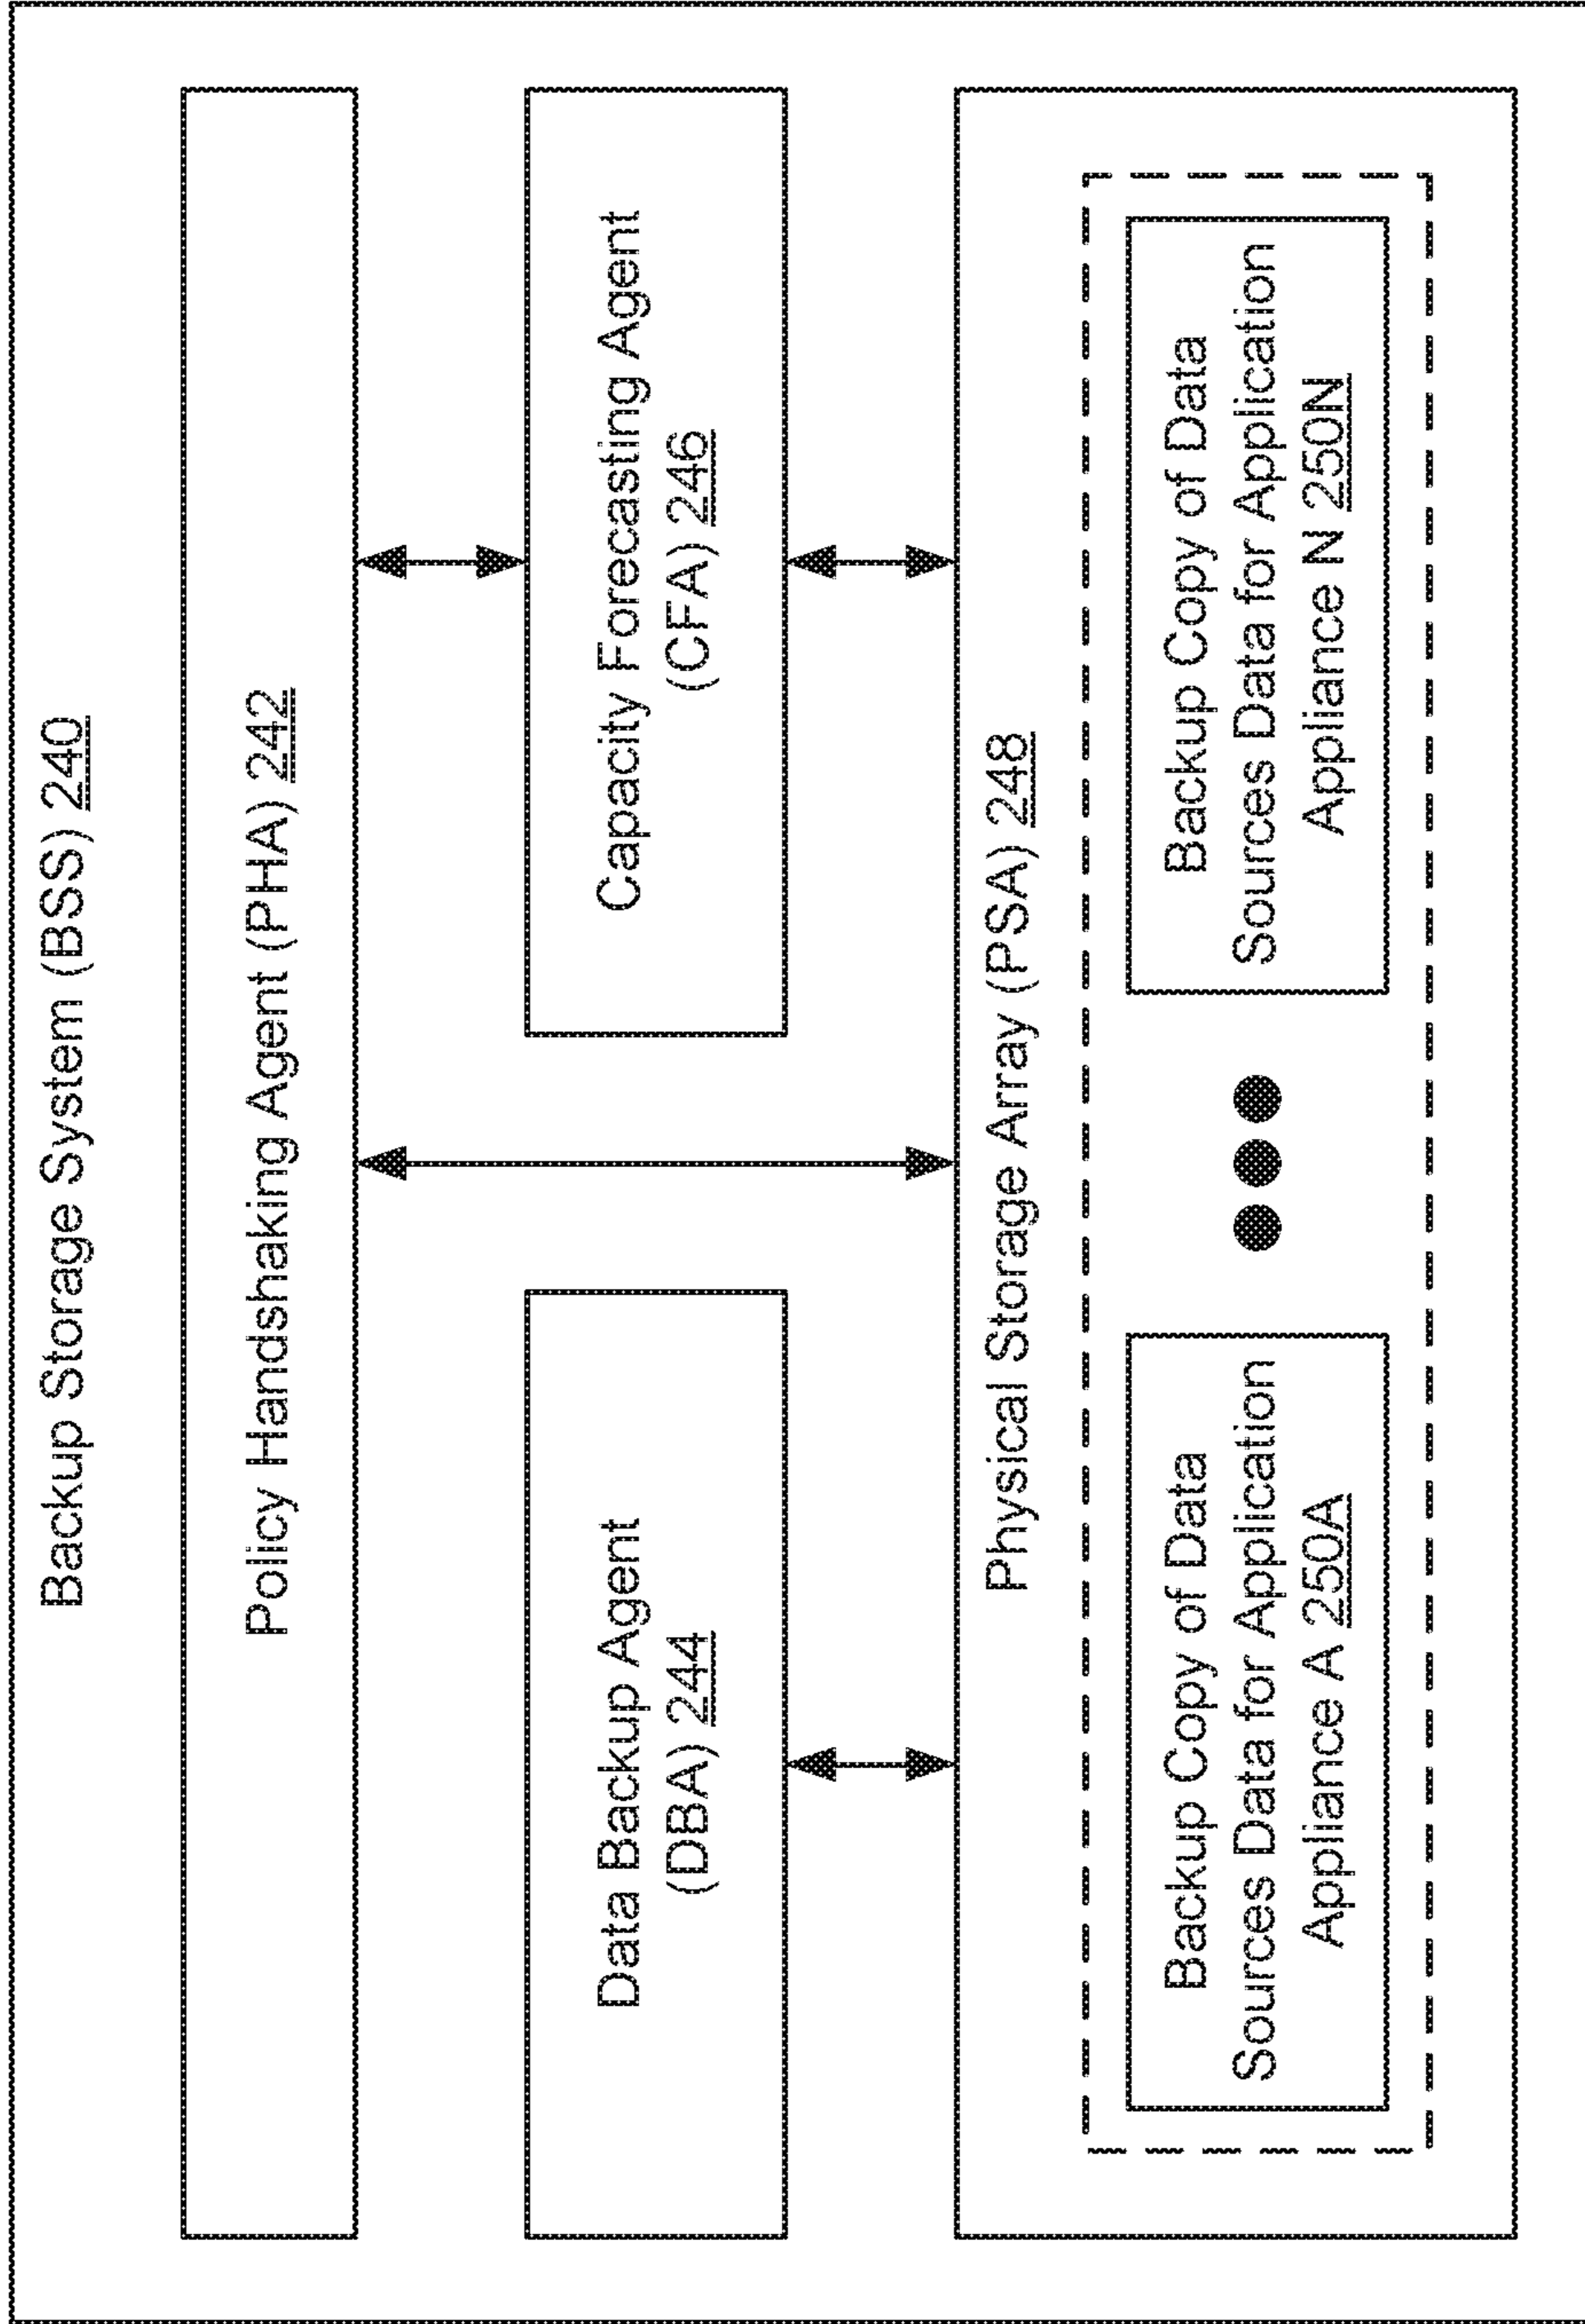 Backup Storage System (BSS) 240
Policy Handshaking Agent (PHA) 242
Data Backup Agent
(DBA) 244
Capacity Forecasting Agent
(CFA) 246
Physical Storage Array (PSA) 248
Backup Copy of Data
Sources Data for Application
Appliance A 250A
Backup Copy of Data
Sources Data for Application
Appliance N 250N